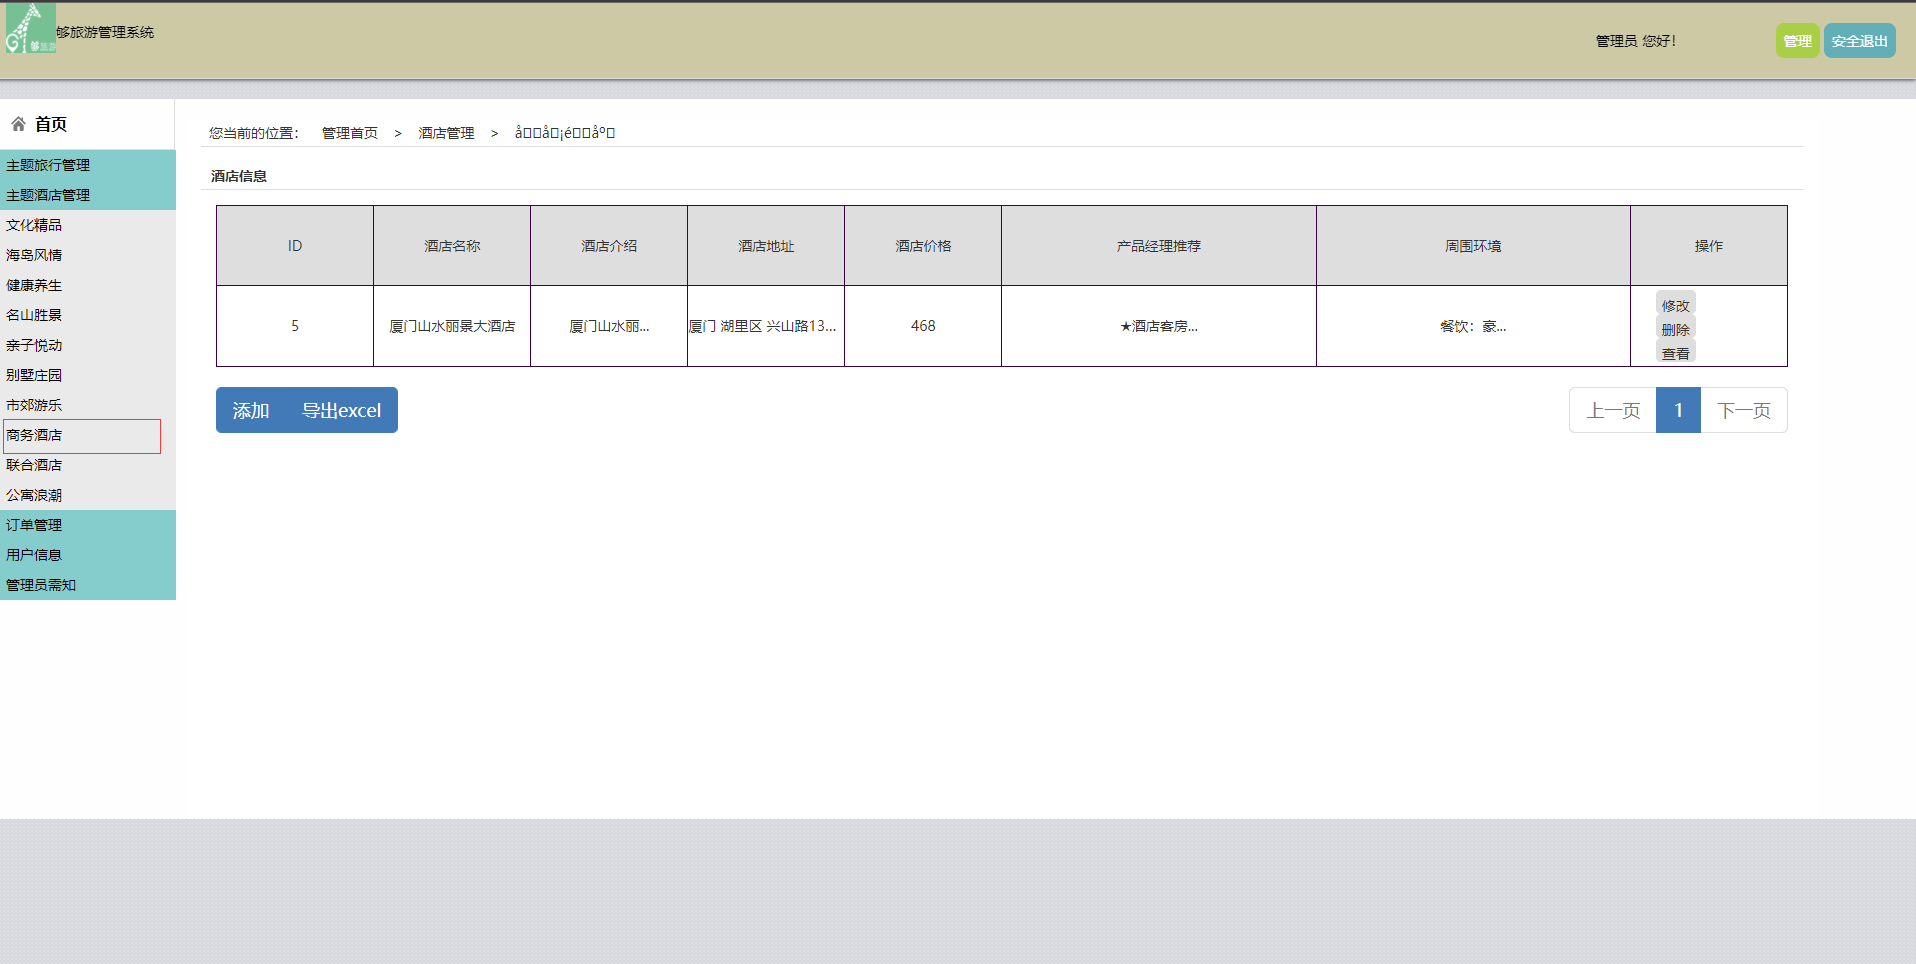 够旅游
够旅游管理系统
管理员 您好！
管理 安全退出
首页
主题旅行管理
主题酒店管理
文化精品
海岛风情
健康养生
名山胜景
亲子悦动
别墅庄园
市郊游乐
商务酒店
联合酒店
公寓浪潮
订单管理
用户信息
管理员需知
您当前的位置： 管理首页 > 酒店管理 >
酒店信息
ID 酒店名称 酒店介绍 酒店地址 酒店价格 产品经理推荐 周围环境 操作
5 厦门山水丽景大酒店 厦门山水丽... 厦门 湖里区 兴山路13... 468 ★酒店客房... 餐饮：豪...
修改
删除
查看
添加 导出excel
上一页 1 下一页